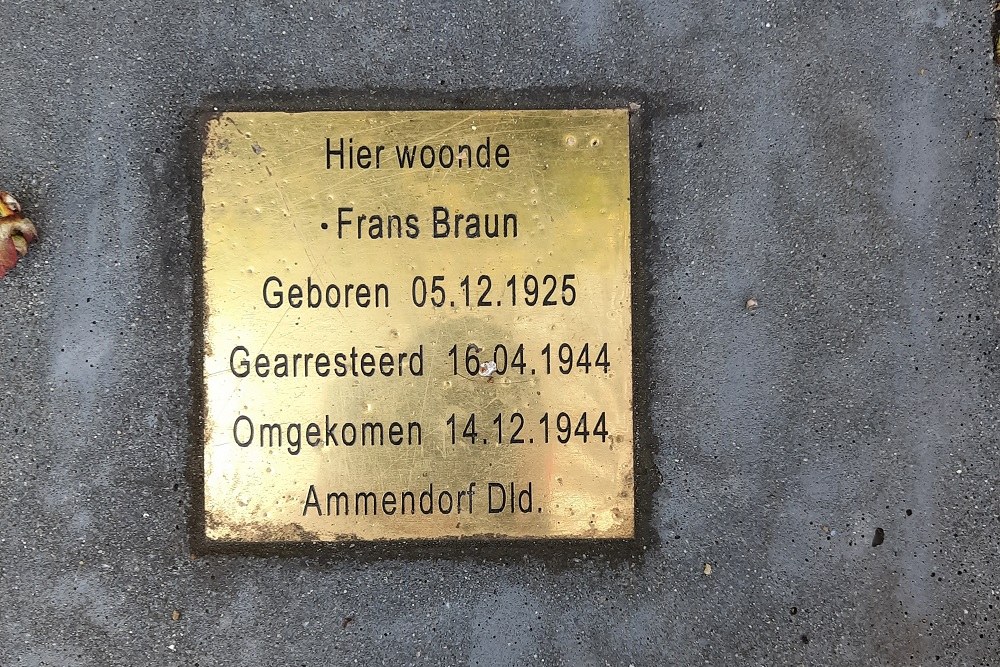 Hier woonde
Frans Braun
Geboren 05.12.1925
Gearresteerd 16.04.1944
Omgekomen 14.12.1944
Ammendorf Dld.